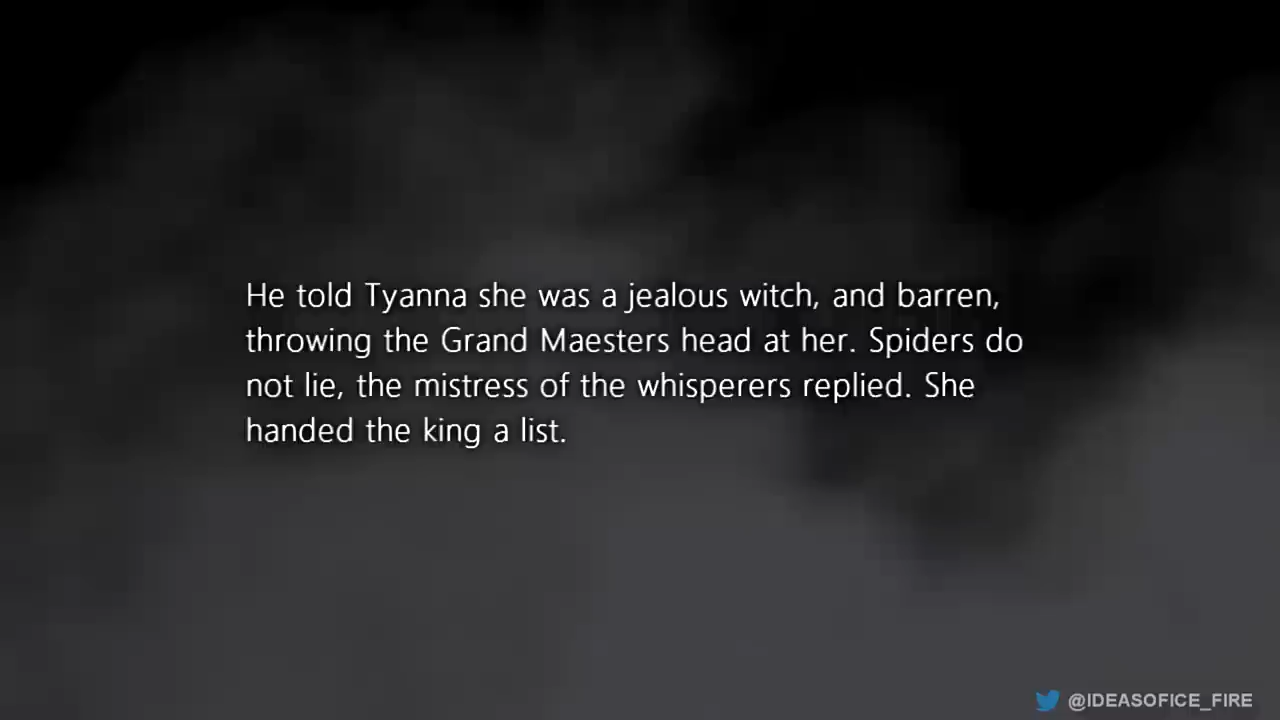 He told Tyanna she was a jealous witch, and barren,
throwing the Grand Maesters head at her. Spiders do
not lie, the mistress of the whisperers replied. She
handed the king a list.
@IDEASOFICE_FIRE